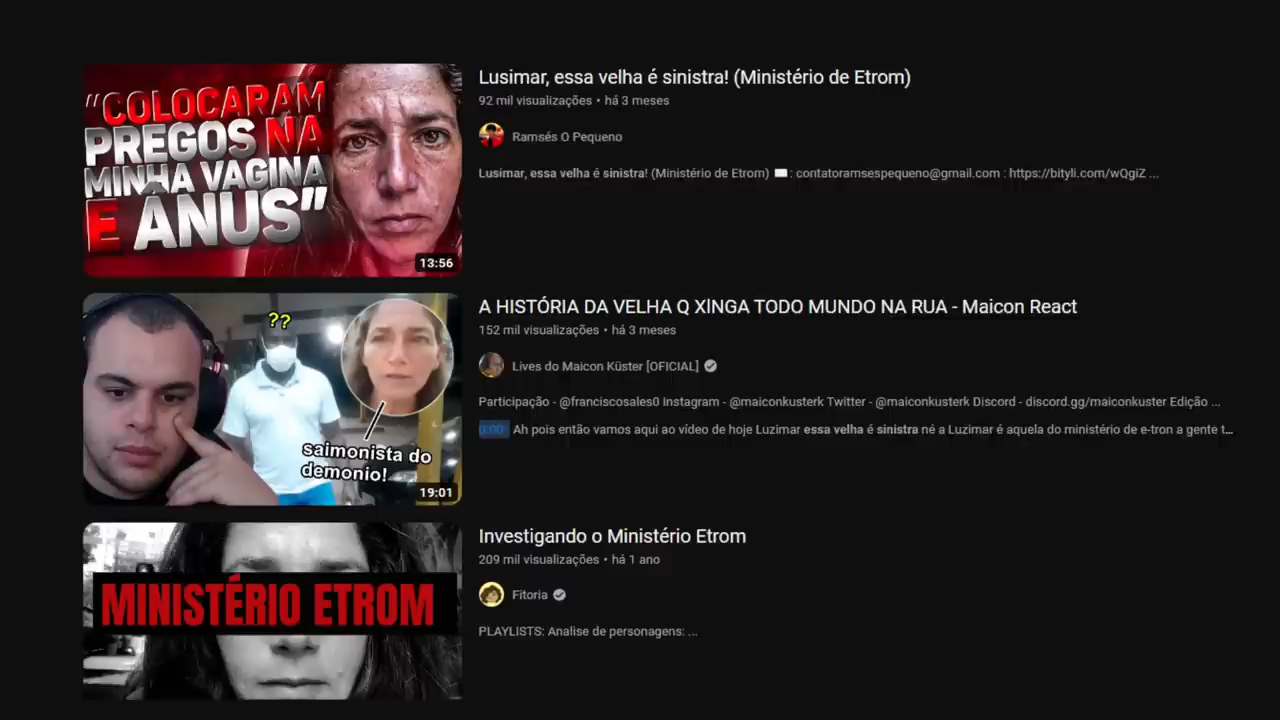 "COLOCARAM
PREGOS NA
MINHA VAGINA
E ÂNUS"
13:56
Lusimar, essa velha é sinistra! (Ministério de Etrom)
92 mil visualizações • há 3 meses
Ramsés O Pequeno
Lusimar, essa velha é sinistra! (Ministério de Etrom) : contatoramsespequeno@gmail.com : https://bityli.com/wQgiZ ...
??
saimonista do
demonio!
19:01
A HISTÓRIA DA VELHA Q XINGA TODO MUNDO NA RUA - Maicon React
152 mil visualizações • há 3 meses
Lives do Maicon Küster [OFICIAL]
Participação - @franciscosales0 Instagram - @maiconkusterk Twitter - @maiconkusterk Discord - discord.gg/maiconkuster Edição ...
0:00 Ah pois então vamos aqui ao vídeo de hoje Luzimar essa velha é sinistra né a Luzimar é aquela do ministério de e-tron a gente t...
MINISTÉRIO ETROM
Investigando o Ministério Etrom
209 mil visualizações • há 1 ano
Fitoria
PLAYLISTS: Analise de personagens: ...